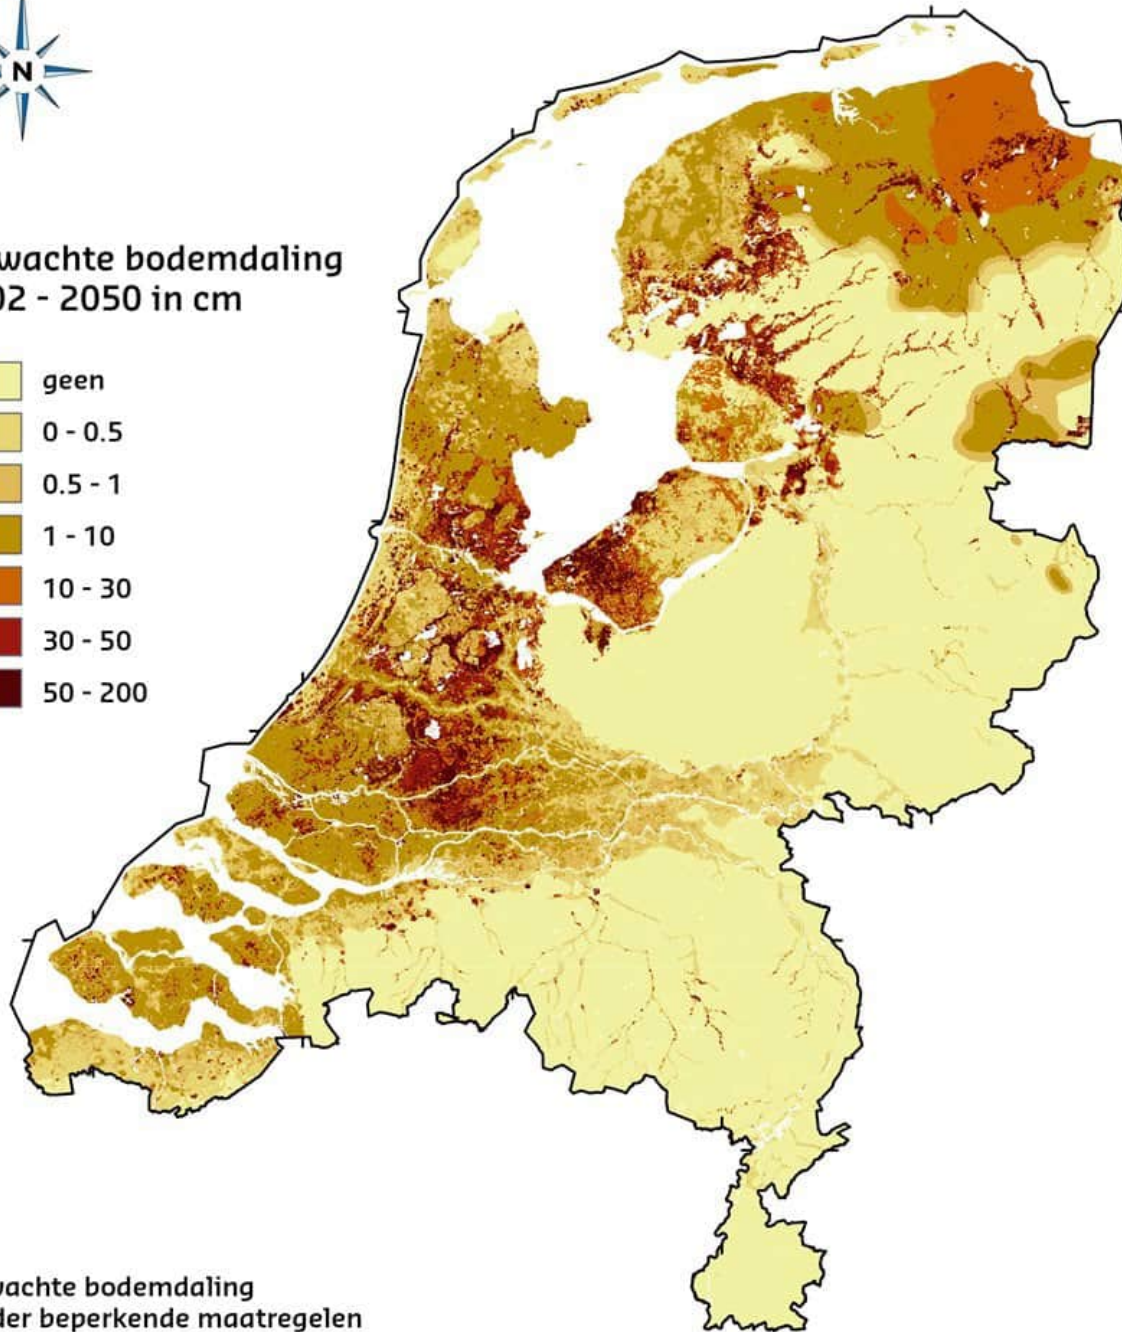 N
wachte bodemdaling
02 - 2050 in cm
geen
0 - 0.5
0.5 - 1
1 - 10
10 - 30
30 - 50
50 - 200
wachte bodemdaling
der beperkende maatregelen